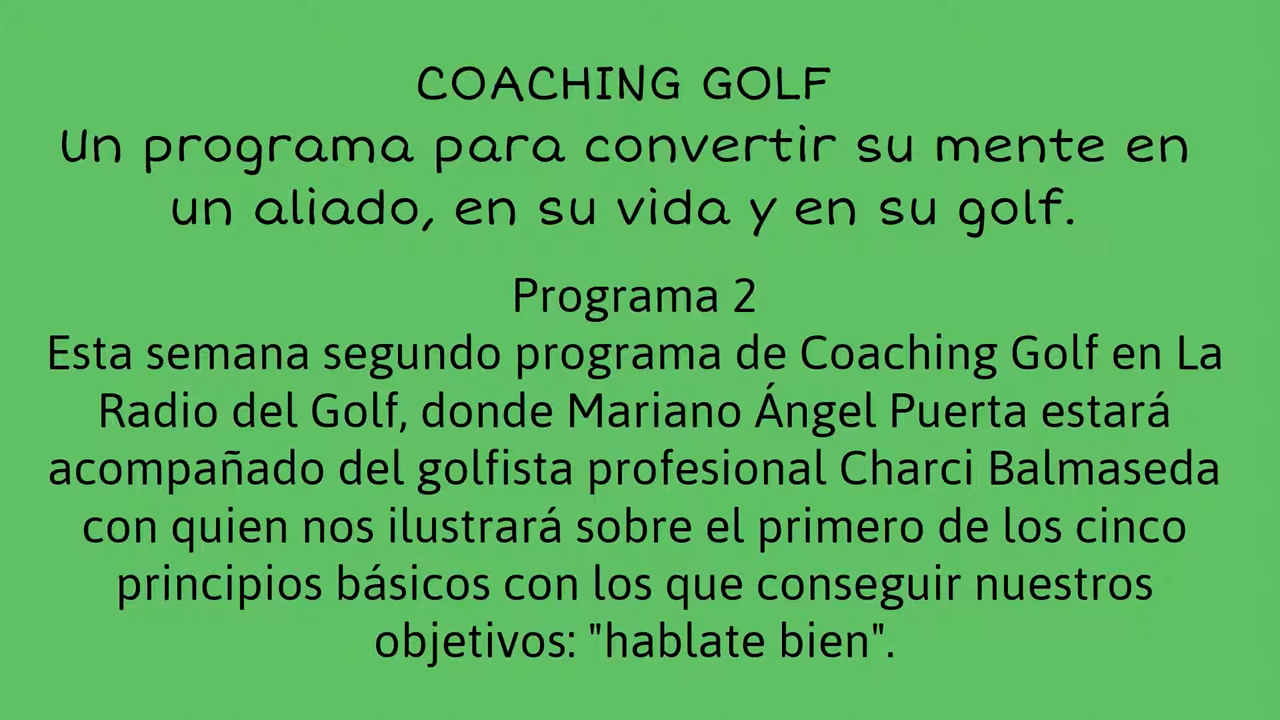 COACHING GOLF
Un programa para convertir su mente en
un aliado, en su vida y en su golf.
Programa 2
Esta semana segundo programa de Coaching Golf en La
Radio del Golf, donde Mariano Ángel Puerta estará
acompañado del golfista profesional Charci Balmaseda
con quien nos ilustrará sobre el primero de los cinco
principios básicos con los que conseguir nuestros
objetivos: "hablate bien".